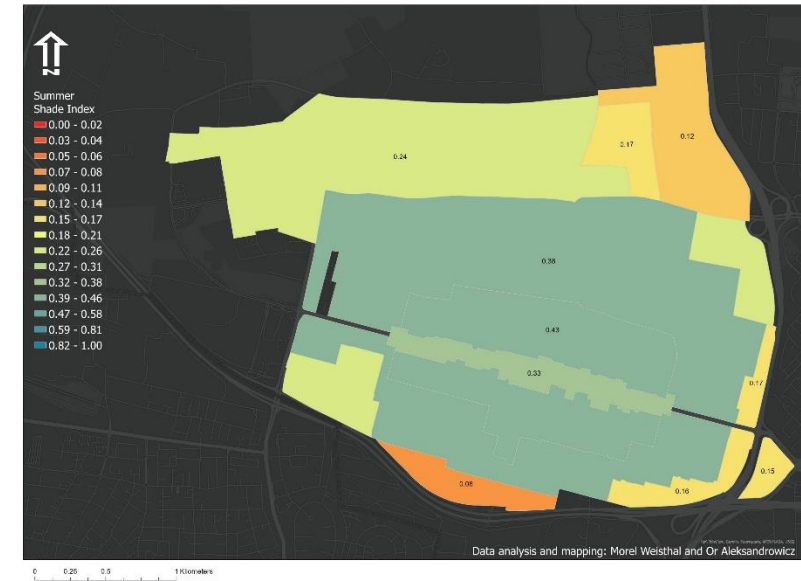 N
Summer
Shade Index
0.00 - 0.02
0.03 - 0.04
0.05 - 0.06
0.07 - 0.08
0.09 - 0.11
0.12 - 0.14
0.15 - 0.17
0.18 - 0.21
0.22 - 0.26
0.27 - 0.31
0.32 - 0.38
0.39 - 0.46
0.47 - 0.58
0.59 - 0.81
0.82 - 1.00
0.12
0.17
0.24
0.38
0.43
0.33
0.17
0.15
0.08
0.16
Data analysis and mapping: Morel Weisthal and Or Aleksandrowicz
0 0.25 0.5 1 Kilometers